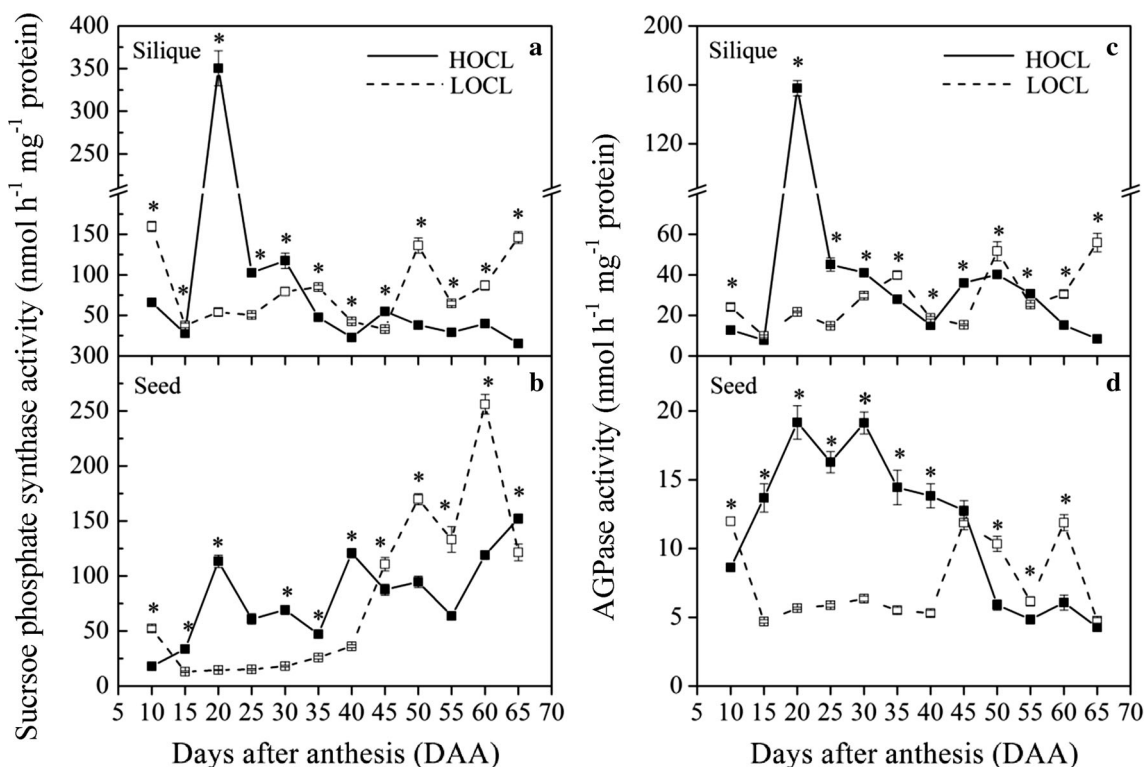 Sucrsoe phosphate synthase activity (nmol h⁻¹ mg⁻¹ protein)
400
350
300
250
150
100
50
300
Silique
a
HOCL
LOCL
* * * * * * * * * * * *
250
200
150
100
50
0
Seed
b
* * * * * * * * * * *
5 10 15 20 25 30 35 40 45 50 55 60 65 70
Days after anthesis (DAA)
AGPase activity (nmol h⁻¹ mg⁻¹ protein)
200
160
120
60
40
20
0
Silique
c
HOCL
LOCL
* * * * * * * * * * *
20
15
10
5
0
Seed
d
* * * * * * * * * *
5 10 15 20 25 30 35 40 45 50 55 60 65 70
Days after anthesis (DAA)